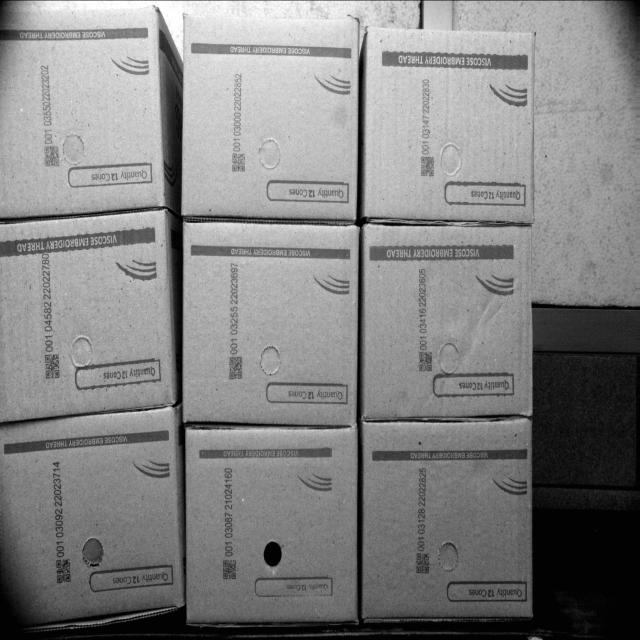 VISCOSE EMBROIDERY THREAD
001 03502 22022202
Quantity 12 Cones
VISCOSE EMBROIDERY THREAD
001 03000 22022852
Quantity 12 Cones
VISCOSE EMBROIDERY THREAD
001 03147 22022830
Quantity 12 Cones
VISCOSE EMBROIDERY THREAD
001 04582 22022780
Quantity 12 Cones
VISCOSE EMBROIDERY THREAD
001 03255 22023697
Quantity 12 Cones
VISCOSE EMBROIDERY THREAD
001 03416 22023605
Quantity 12 Cones
VISCOSE EMBROIDERY THREAD
001 03092 22023714
Quantity 12 Cones
VISCOSE EMBROIDERY THREAD
001 03087 21024160
Quantity 12 Cones
VISCOSE EMBROIDERY THREAD
001 03128 22022825
Quantity 12 Cones